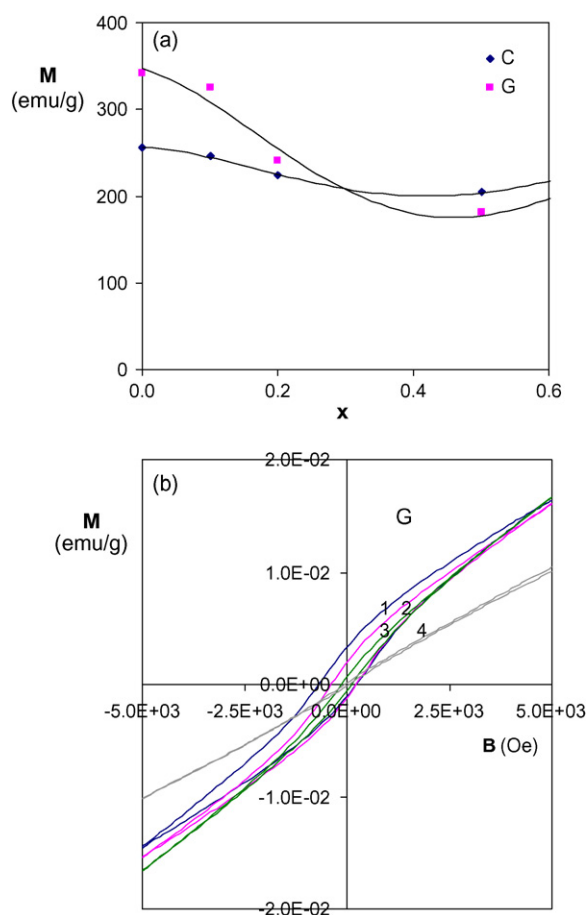 (a)
C
G
M
(emu/g)
400
300
200
100
0
0.0 0.2 0.4 0.6
x
(b)
G
M
(emu/g)
2.0E-02
1.0E-02
1 2
3 4
0.0E+00
-5.0E+03 -2.5E+03 0.0E+00 2.5E+03 5.0E+03
B (Oe)
-1.0E-02
-2.0E-02